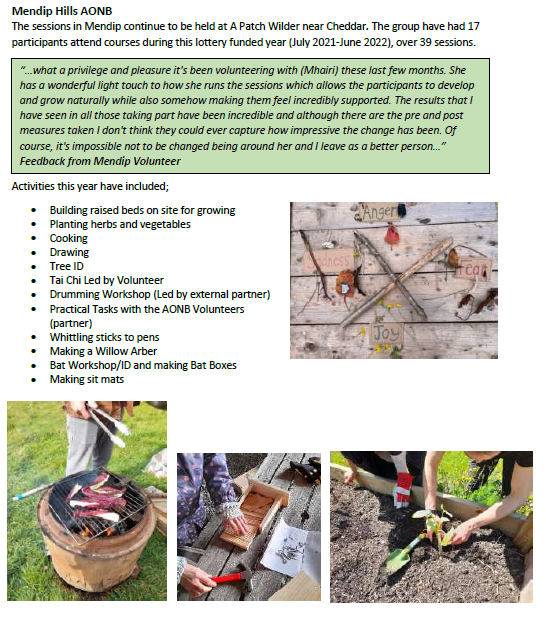 Mendip Hills AONB
The sessions in Mendip continue to be held at A Patch Wilder near Cheddar. The group have had 17
participants attend courses during this lottery funded year (July 2021-June 2022), over 39 sessions.
"...what a privilege and pleasure it's been volunteering with (Mhairi) these last few months. She
has a wonderful light touch to how she runs the sessions which allows the participants to develop
and grow naturally while also somehow making them feel incredibly supported. The results that I
have seen in all those taking part have been incredible and although there are the pre and post
measures taken I don't think they could ever capture how impressive the change has been. Of
course, it's impossible not to be changed being around her and I leave as a better person..."
Feedback from Mendip Volunteer
Activities this year have included;
• Building raised beds on site for growing
• Planting herbs and vegetables
• Cooking
• Drawing
• Tree ID
• Tai Chi Led by Volunteer
• Drumming Workshop (Led by external partner)
• Practical Tasks with the AONB Volunteers
(partner)
• Whittling sticks to pens
• Making a Willow Arber
• Bat Workshop/ID and making Bat Boxes
• Making sit mats
Anger
Fear
Joy